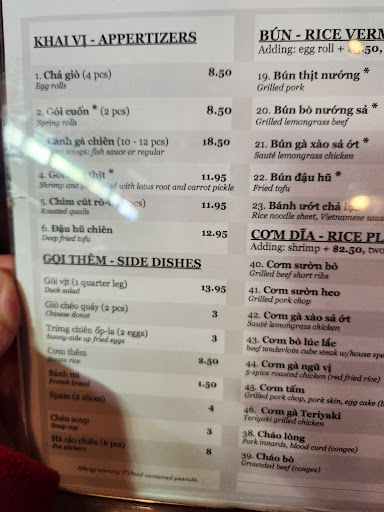 KHAI VỊ - APPERTIZERS
1. Chả giò (4 pcs) 8.50
Egg rolls
2. Gỏi cuốn * (2 pcs) 8.50
Spring rolls
Cánh gà chiên (10 - 12 pcs) 18.50
wings: fish sauce or regular
4. thịt * 11.95
Shrimp and with lotus root and carrot pickle
5. Chim cút rô-ti 11.95
Roasted quails
6. Đậu hũ chiên 12.95
Deep fried tofu
GỌI THÊM - SIDE DISHES
Gỏi vịt (1 quarter leg) 13.95
Duck salad
Giò chéo quảy (2 pcs) 3
Chinese donut
Trứng chiên ốp-la (2 eggs) 3
Sunny-side up fried eggs
Cơm thêm 2.50
Steam rice
Bánh mì 1.50
French bread
Spam (2 slices) 4
Chén soup 3
Soup cup
Há cảo chiên (6 pcs) 8
Pot stickers
Allergy warning: (*) food contained peanuts.
BÚN - RICE VERM
Adding: egg roll + $2.50,
19. Bún thịt nướng *
Grilled pork
20. Bún bò nướng sả *
Grilled lemongrass beef
21. Bún gà xào sả ớt *
Sauté lemongrass chicken
22. Bún đậu hũ *
Fried tofu
23. Bánh ướt chả
Rice noodle sheet, Vietnamese saus
CƠM DĨA - RICE PL
Adding: shrimp + $2.50, two
40. Cơm sườn bò
Grilled beef short ribs
41. Cơm sườn heo
Grilled pork chop
42. Cơm gà xào sả ớt
Sauté lemongrass chicken
43. Cơm bò lúc lắc
beef tenderloin cube steak w/house spe
44. Cơm gà ngũ vị
5-spice roasted chicken (red fried rice)
45. Cơm tấm
Grilled pork chop, pork skin, egg cake (b
46. Cơm gà Teriyaki
Teriyaki grilled chicken
38. Cháo lòng
Pork innards, blood curd (congee)
39. Cháo bò
Grounded beef (congee)